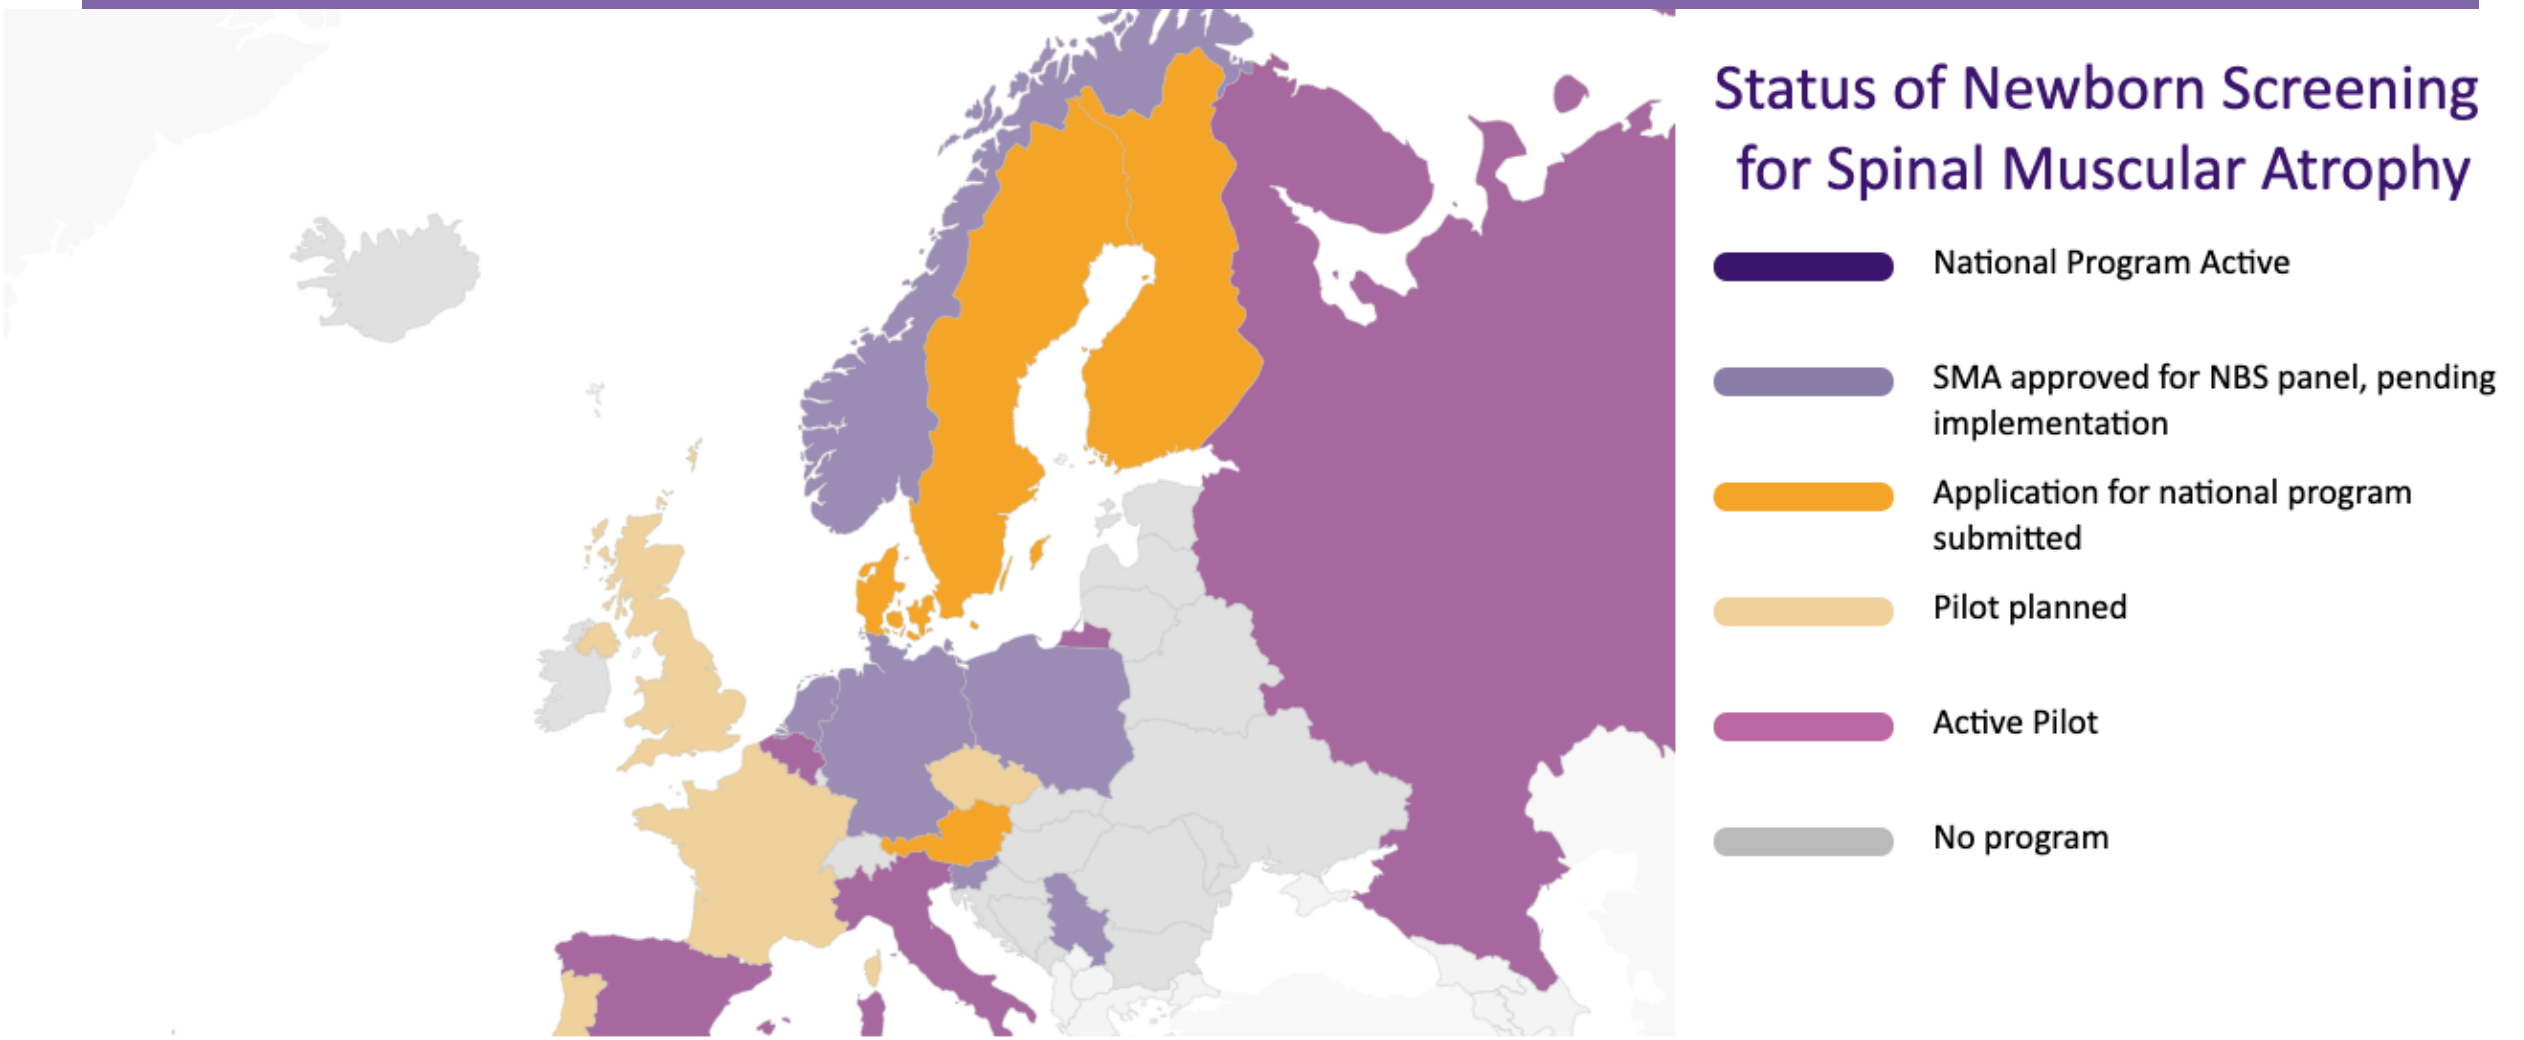 Status of Newborn Screening
for Spinal Muscular Atrophy
National Program Active
SMA approved for NBS panel, pending
implementation
Application for national program
submitted
Pilot planned
Active Pilot
No program